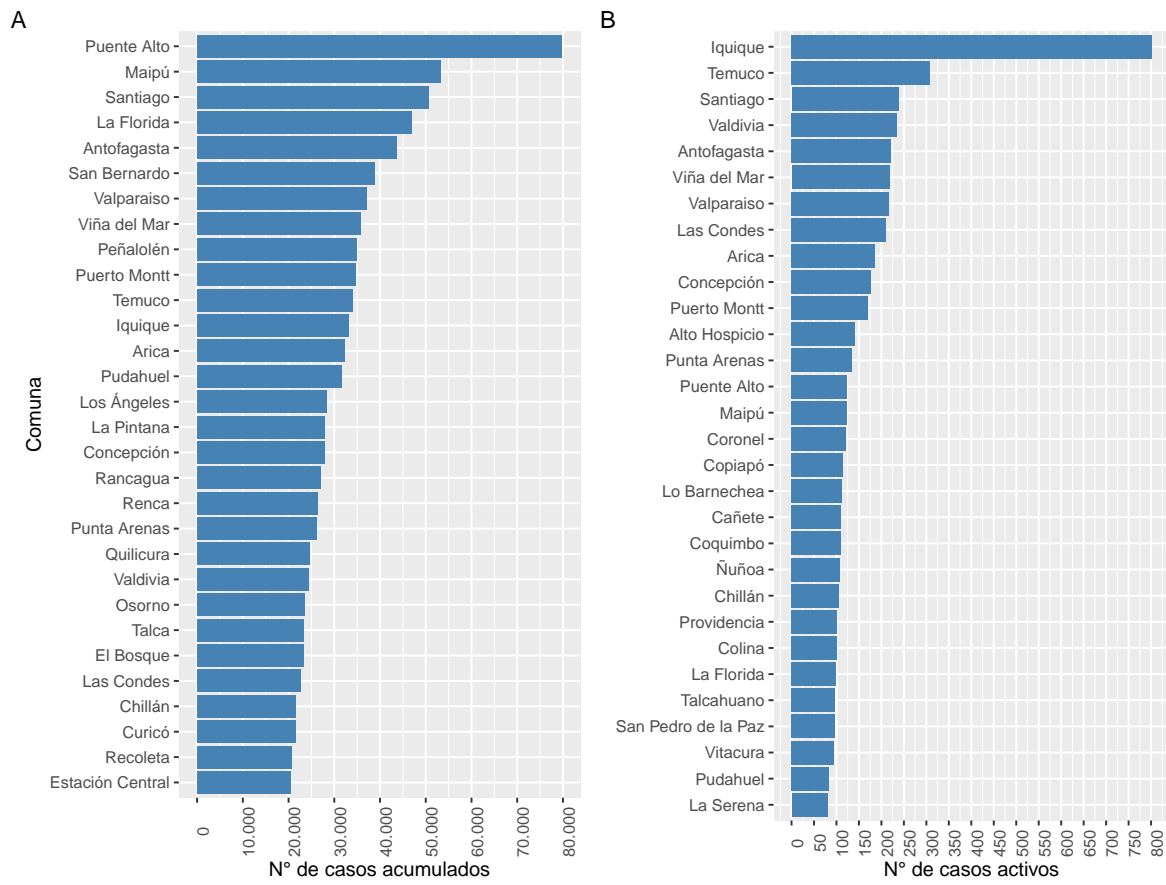 A
Comuna
Puente Alto
Maipú
Santiago
La Florida
Antofagasta
San Bernardo
Valparaiso
Viña del Mar
Peñalolén
Puerto Montt
Temuco
Iquique
Arica
Pudahuel
Los Ángeles
La Pintana
Concepción
Rancagua
Renca
Punta Arenas
Quilicura
Valdivia
Osorno
Talca
El Bosque
Las Condes
Chillán
Curicó
Recoleta
Estación Central
0
10.000
20.000
30.000
40.000
50.000
60.000
70.000
80.000
N° de casos acumulados
B
Iquique
Temuco
Santiago
Valdivia
Antofagasta
Viña del Mar
Valparaiso
Las Condes
Arica
Concepción
Puerto Montt
Alto Hospicio
Punta Arenas
Puente Alto
Maipú
Coronel
Copiapó
Lo Barnechea
Cañete
Coquimbo
Ñuñoa
Chillán
Providencia
Colina
La Florida
Talcahuano
San Pedro de la Paz
Vitacura
Pudahuel
La Serena
0
50
100
150
200
250
300
350
400
450
500
550
600
650
700
750
800
N° de casos activos